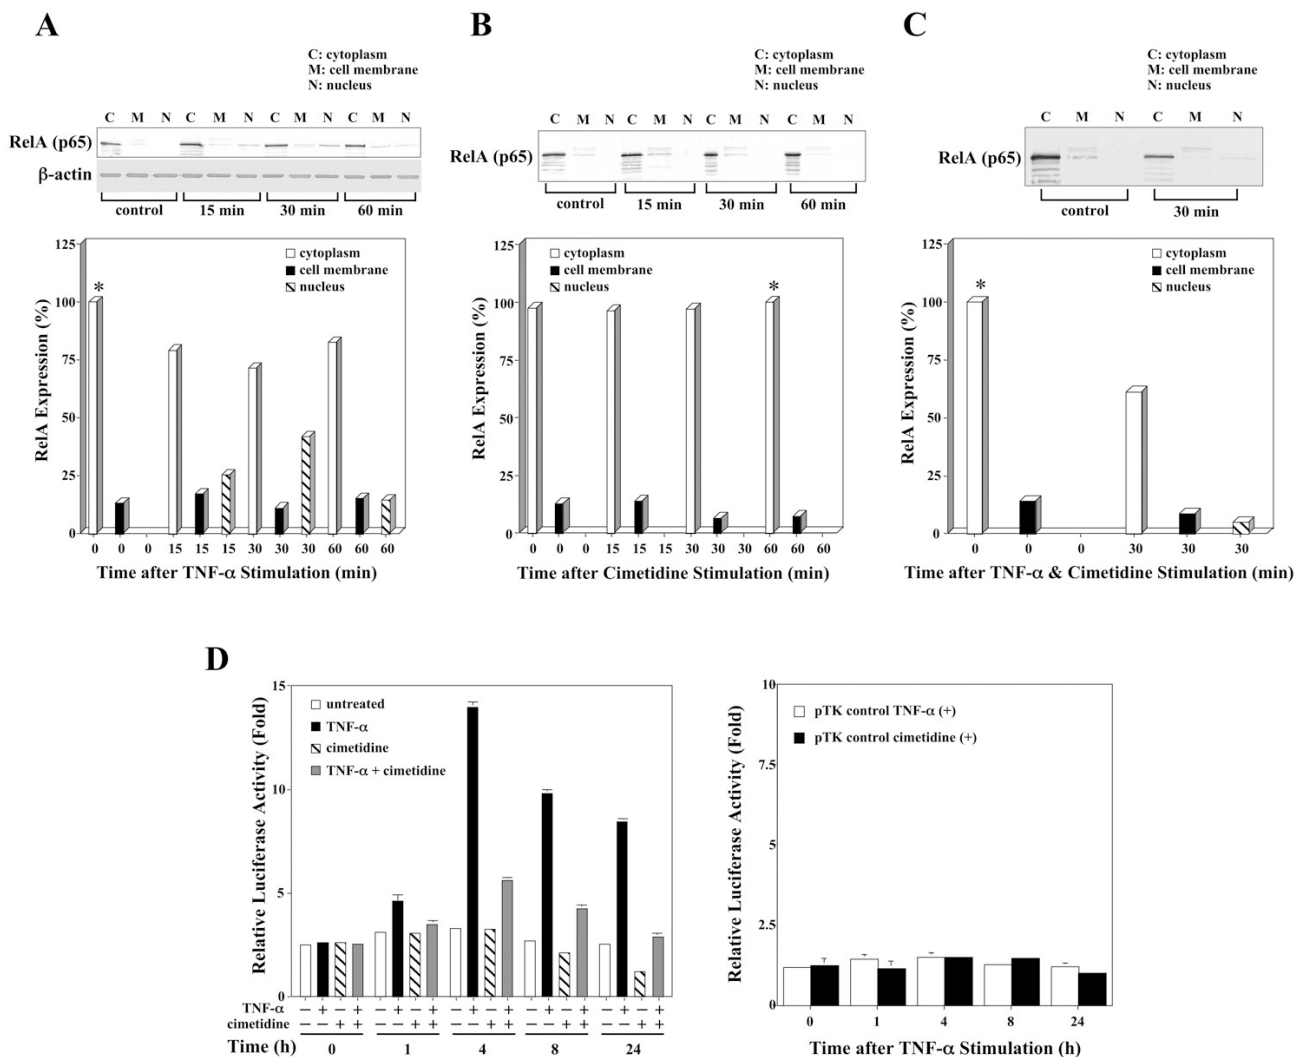 A
C: cytoplasm
M: cell membrane
N: nucleus
C M N C M N C M N C M N
RelA (p65)
β-actin
control 15 min 30 min 60 min
125
100
75
50
25
0
RelA Expression (%)
cytoplasm
cell membrane
nucleus
*
0 0 0 15 15 15 30 30 30 60 60 60
Time after TNF-α Stimulation (min)
B
C: cytoplasm
M: cell membrane
N: nucleus
C M N C M N C M N C M N
RelA (p65)
control 15 min 30 min 60 min
125
100
75
50
25
0
RelA Expression (%)
cytoplasm
cell membrane
nucleus
*
0 0 0 15 15 15 30 30 30 60 60 60
Time after Cimetidine Stimulation (min)
C
C: cytoplasm
M: cell membrane
N: nucleus
C M N C M N
RelA (p65)
control 30 min
125
100
75
50
25
0
RelA Expression (%)
cytoplasm
cell membrane
nucleus
*
0 0 0 30 30 30
Time after TNF-α & Cimetidine Stimulation (min)
D
15
10
5
0
Relative Luciferase Activity (Fold)
untreated
TNF-α
cimetidine
TNF-α + cimetidine
TNF-α − + − + − + − + − + − + − + − + − + − +
cimetidine − − + + − − + + − − + + − − + + − − + +
Time (h) 0 1 4 8 24
10
7.5
5
2.5
0
Relative Luciferase Activity (Fold)
pTK control TNF-α (+)
pTK control cimetidine (+)
0 1 4 8 24
Time after TNF-α Stimulation (h)